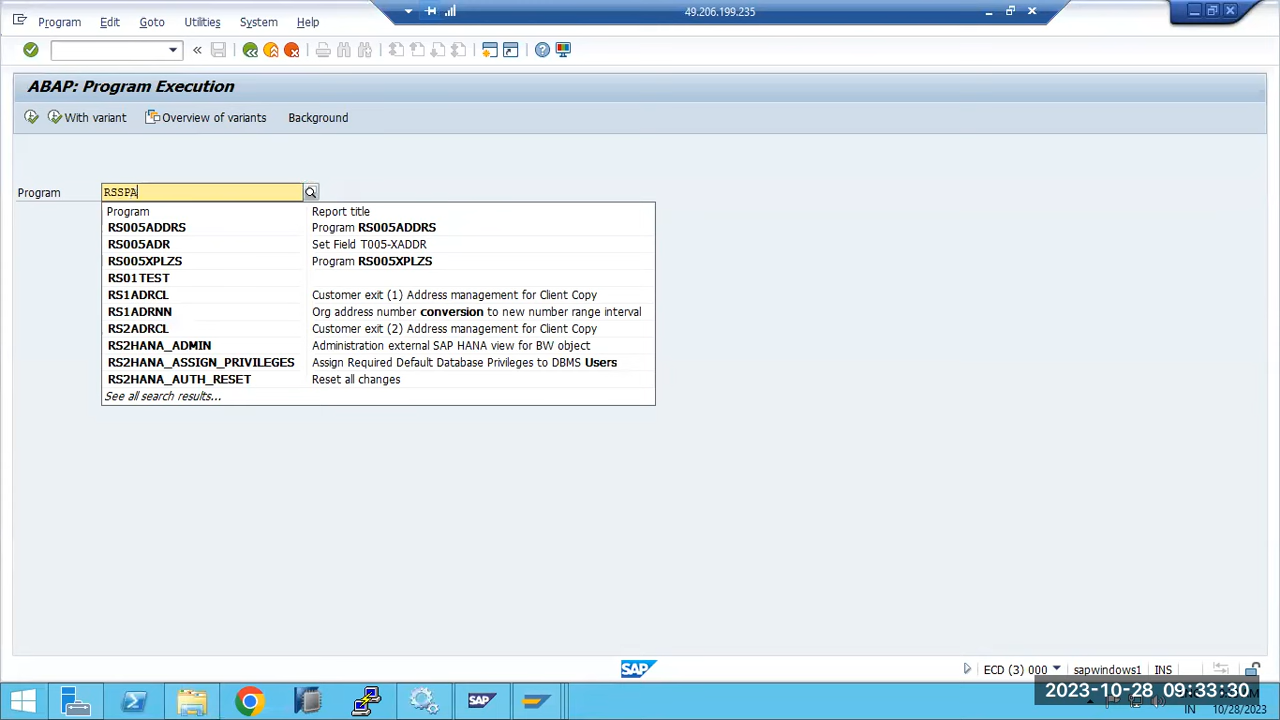 Program Edit Goto Utilities System Help
49.206.199.235
ABAP: Program Execution
With variant Overview of variants Background
Program RSSPA
Program Report title
RS005ADDRS Program RS005ADDRS
RS005ADR Set Field T005-XADDR
RS005XPLZS Program RS005XPLZS
RS01TEST
RS1ADRCL Customer exit (1) Address management for Client Copy
RS1ADRNN Org address number conversion to new number range interval
RS2ADRCL Customer exit (2) Address management for Client Copy
RS2HANA_ADMIN Administration external SAP HANA view for BW object
RS2HANA_ASSIGN_PRIVILEGES Assign Required Default Database Privileges to DBMS Users
RS2HANA_AUTH_RESET Reset all changes
See all search results...
SAP
ECD (3) 000 sapwindows1 INS
SAP
2023-10-28 09:33:30
IN 10/28/2023